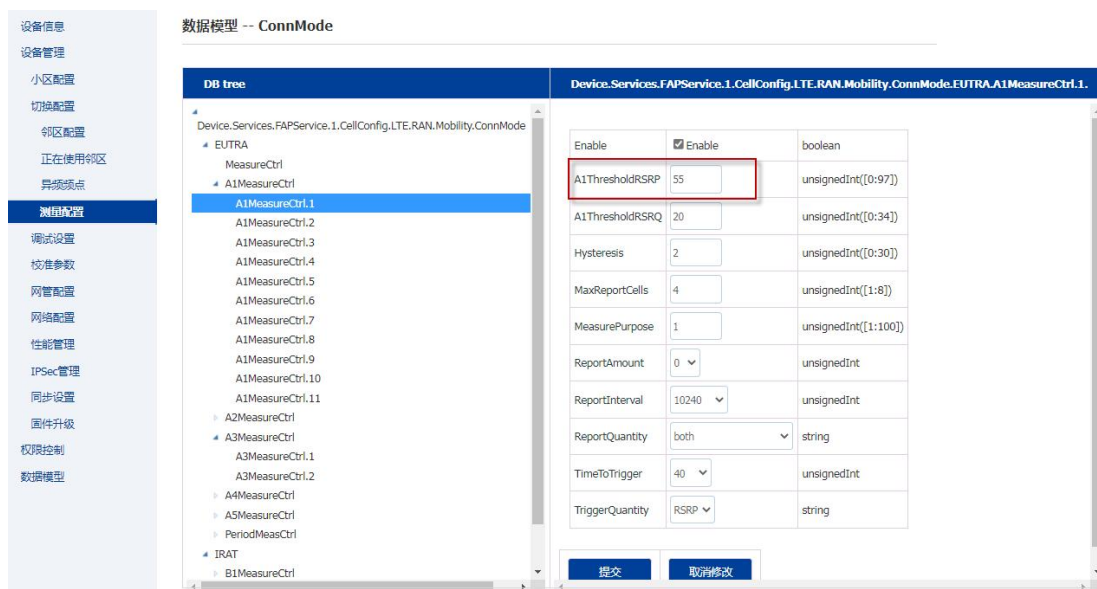 设备信息
设备管理
小区配置
切换配置
邻区配置
正在使用邻区
异频频点
测量配置
调试设置
校准参数
网管配置
网络配置
性能管理
IPSec管理
同步设置
固件升级
权限控制
数据模型
数据模型 -- ConnMode
DB tree
Device.Services.FAPService.1.CellConfig.LTE.RAN.Mobility.ConnMode
EUTRA
MeasureCtrl
A1MeasureCtrl
A1MeasureCtrl.1
A1MeasureCtrl.2
A1MeasureCtrl.3
A1MeasureCtrl.4
A1MeasureCtrl.5
A1MeasureCtrl.6
A1MeasureCtrl.7
A1MeasureCtrl.8
A1MeasureCtrl.9
A1MeasureCtrl.10
A1MeasureCtrl.11
A2MeasureCtrl
A3MeasureCtrl
A3MeasureCtrl.1
A3MeasureCtrl.2
A4MeasureCtrl
A5MeasureCtrl
PeriodMeasCtrl
IRAT
B1MeasureCtrl
Device.Services.FAPService.1.CellConfig.LTE.RAN.Mobility.ConnMode.EUTRA.A1MeasureCtrl.1.
Enable Enable boolean
A1ThresholdRSRP 55 unsignedInt([0:97])
A1ThresholdRSRQ 20 unsignedInt([0:34])
Hysteresis 2 unsignedInt([0:30])
MaxReportCells 4 unsignedInt([1:8])
MeasurePurpose 1 unsignedInt([1:100])
ReportAmount 0 unsignedInt
ReportInterval 10240 unsignedInt
ReportQuantity both string
TimeToTrigger 40 unsignedInt
TriggerQuantity RSRP string
提交 取消修改